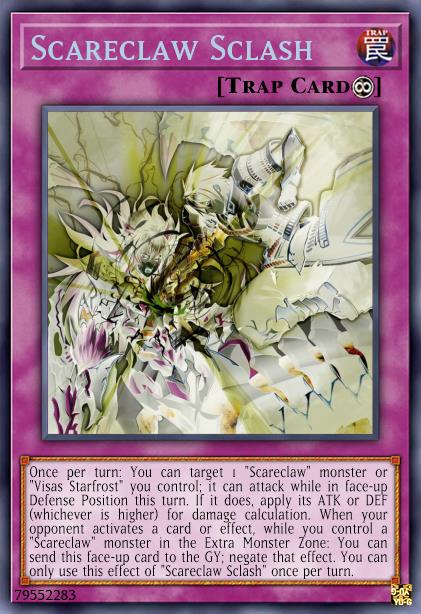 Scareclaw Sclash
TRAP
罠
[Trap Card]
Once per turn: You can target 1 "Scareclaw" monster or
"Visas Starfrost" you control; it can attack while in face-up
Defense Position this turn. If it does, apply its ATK or DEF
(whichever is higher) for damage calculation. When your
opponent activates a card or effect, while you control a
"Scareclaw" monster in the Extra Monster Zone: You can
send this face-up card to the GY; negate that effect. You can
only use this effect of "Scareclaw Sclash" once per turn.
79552283